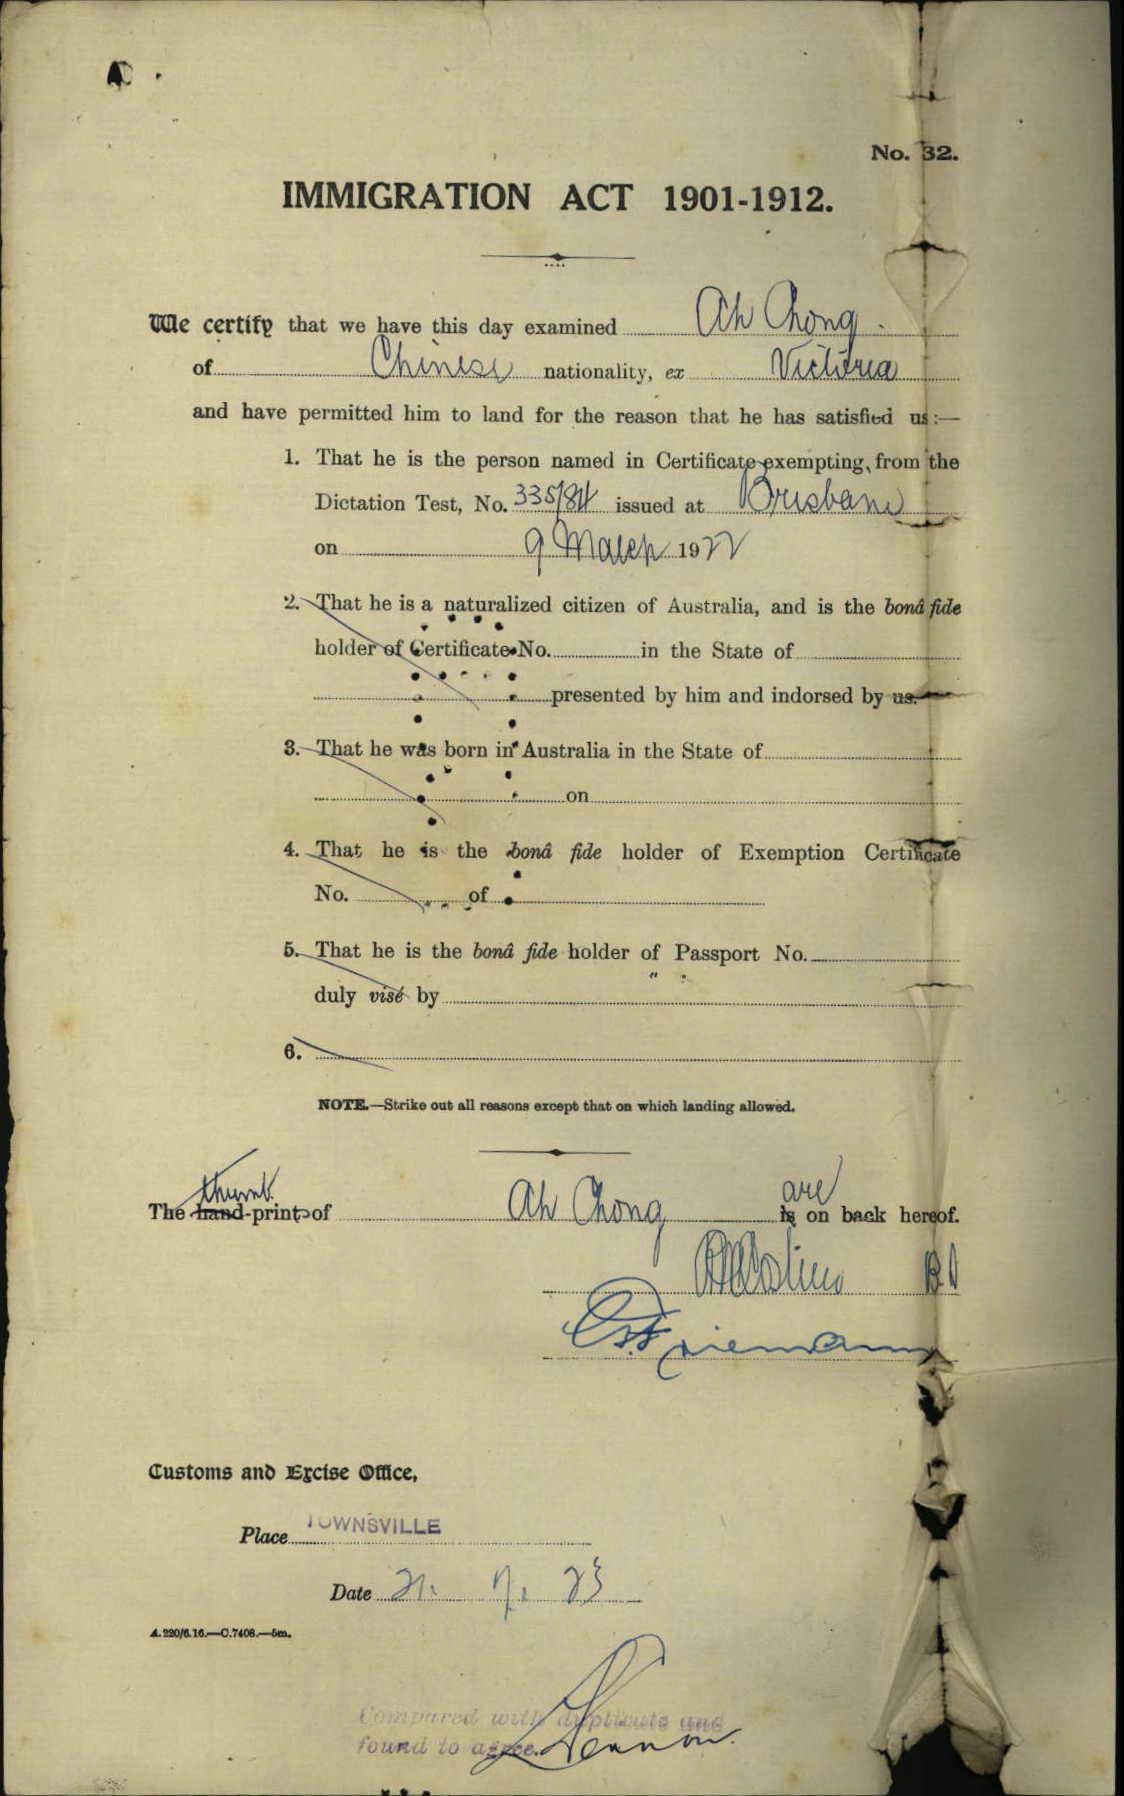 No. 32.
IMMIGRATION ACT 1901-1912.
We certify that we have this day examined Ah Chong.
of Chinese nationality, ex Victoria
and have permitted him to land for the reason that he has satisfied us:—
1. That he is the person named in Certificate exempting, from the
Dictation Test, No. 335/84 issued at Brisbane
on 9 March 1922
2. That he is a naturalized citizen of Australia, and is the bonâ fide
holder of Certificate No. in the State of
presented by him and indorsed by us.
3. That he was born in Australia in the State of
on
4. That he is the bonâ fide holder of Exemption Certificate
No. of
5. That he is the bonâ fide holder of Passport No.
duly visé by
6.
NOTE.—Strike out all reasons except that on which landing allowed.
thumb are
The hand-prints of Ah Chong is on back hereof.
Customs and Excise Office,
Place TOWNSVILLE
Date 21. 7. 23
A.220/6.16.—C.7408.—5m.
Compared with duplicate and
found to agree.